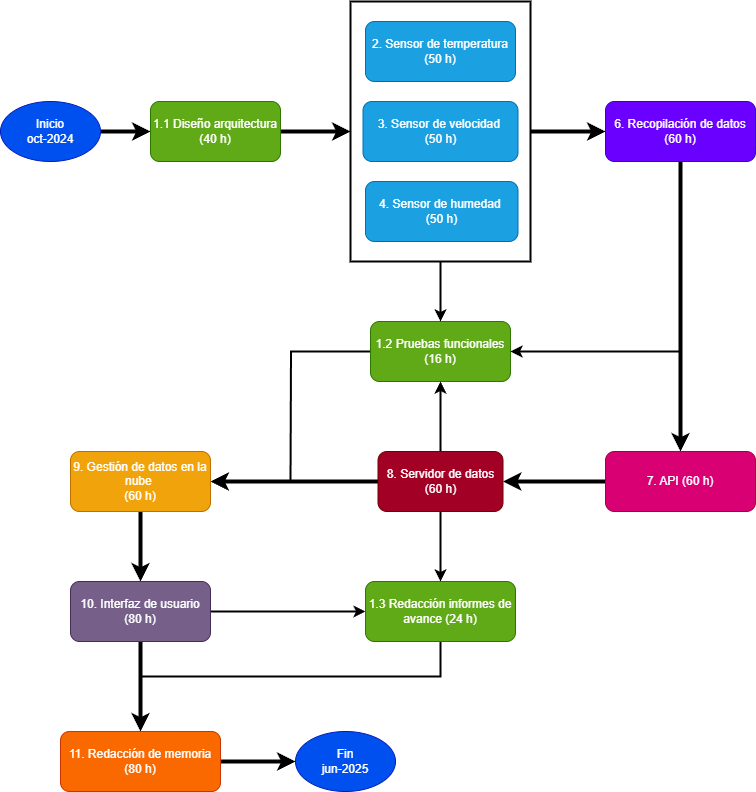 2. Sensor de temperatura
(50 h)
Inicio
oct-2024
1.1 Diseño arquitectura
(40 h)
3. Sensor de velocidad
(50 h)
6. Recopilación de datos
(60 h)
4. Sensor de humedad
(50 h)
1.2 Pruebas funcionales
(16 h)
9. Gestión de datos en la
nube
(60 h)
8. Servidor de datos
(60 h)
7. API (60 h)
10. Interfaz de usuario
(80 h)
1.3 Redacción informes de
avance (24 h)
11. Redacción de memoria
(80 h)
Fin
jun-2025